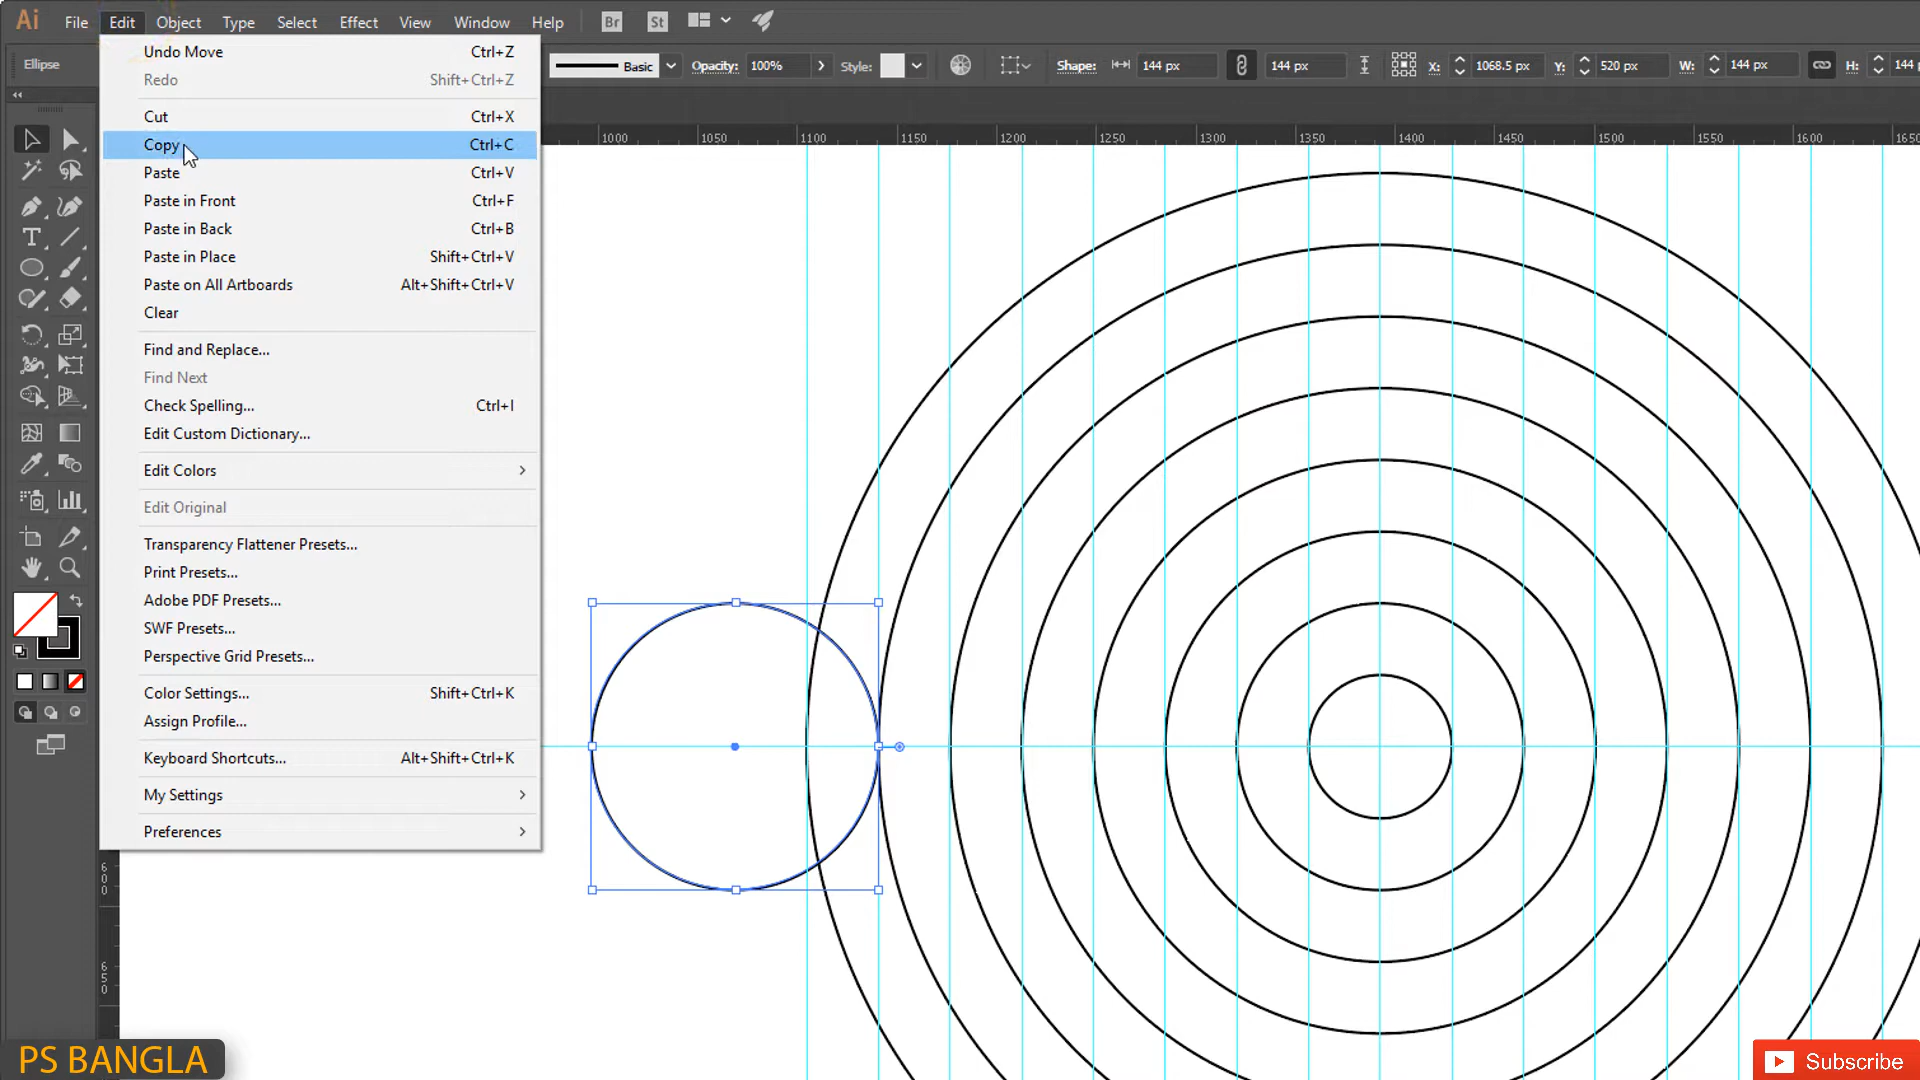 Ai File Edit Object Type Select Effect View Window Help Br St
Ellipse Basic Opacity: 100% Style: Shape: 144 px 144 px X: 1068.5 px Y: 520 px W: 144 px H: 144
Undo Move Ctrl+Z
Redo Shift+Ctrl+Z
Cut Ctrl+X
Copy Ctrl+C
Paste Ctrl+V
Paste in Front Ctrl+F
Paste in Back Ctrl+B
Paste in Place Shift+Ctrl+V
Paste on All Artboards Alt+Shift+Ctrl+V
Clear
Find and Replace...
Find Next
Check Spelling... Ctrl+I
Edit Custom Dictionary...
Edit Colors
Edit Original
Transparency Flattener Presets...
Print Presets...
Adobe PDF Presets...
SWF Presets...
Perspective Grid Presets...
Color Settings... Shift+Ctrl+K
Assign Profile...
Keyboard Shortcuts... Alt+Shift+Ctrl+K
My Settings
Preferences
1000 1050 1100 1150 1200 1250 1300 1350 1400 1450 1500 1550 1600 1650
600
650
PS BANGLA
Subscribe